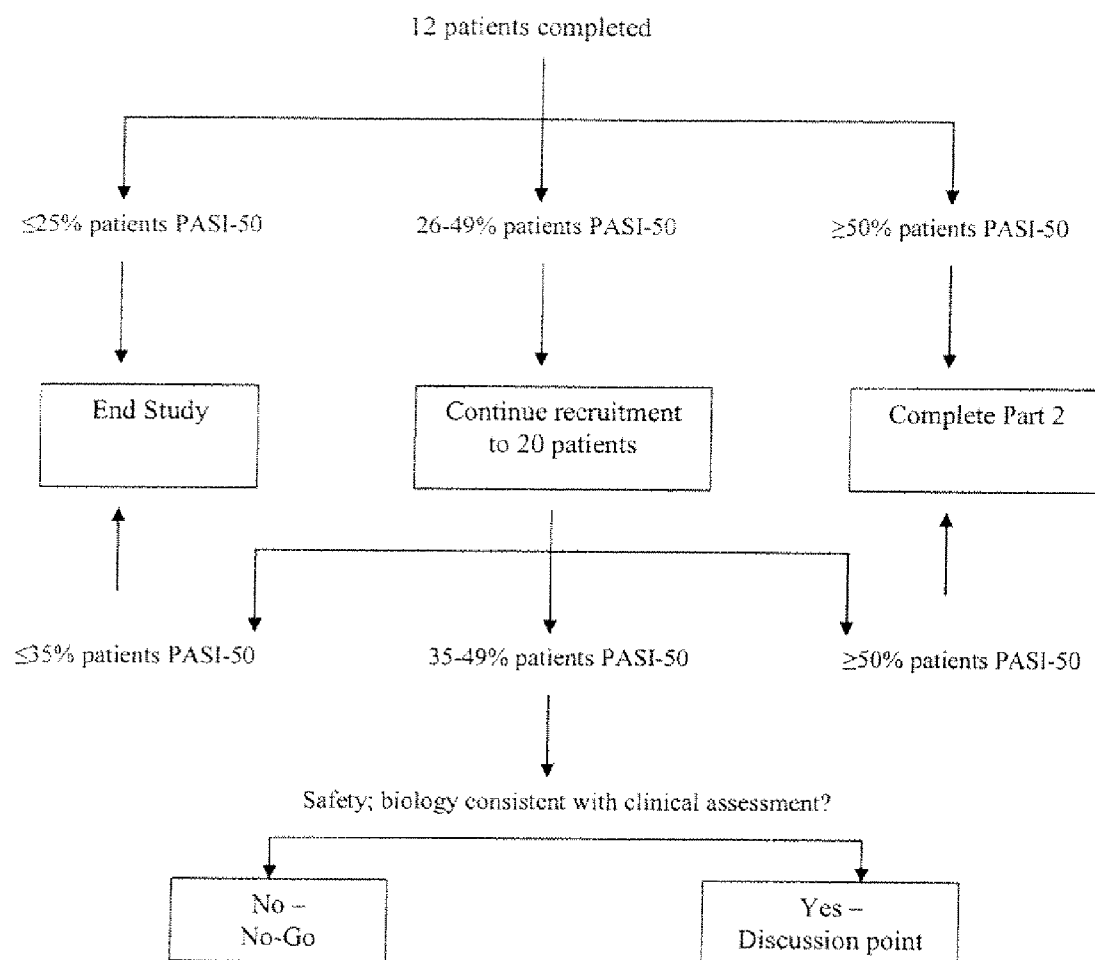 12 patients completed
≤25% patients PASI-50
26-49% patients PASI-50
≥50% patients PASI-50
End Study
Continue recruitment
to 20 patients
Complete Part 2
≤35% patients PASI-50
35-49% patients PASI-50
≥50% patients PASI-50
Safety; biology consistent with clinical assessment?
No –
No-Go
Yes –
Discussion point